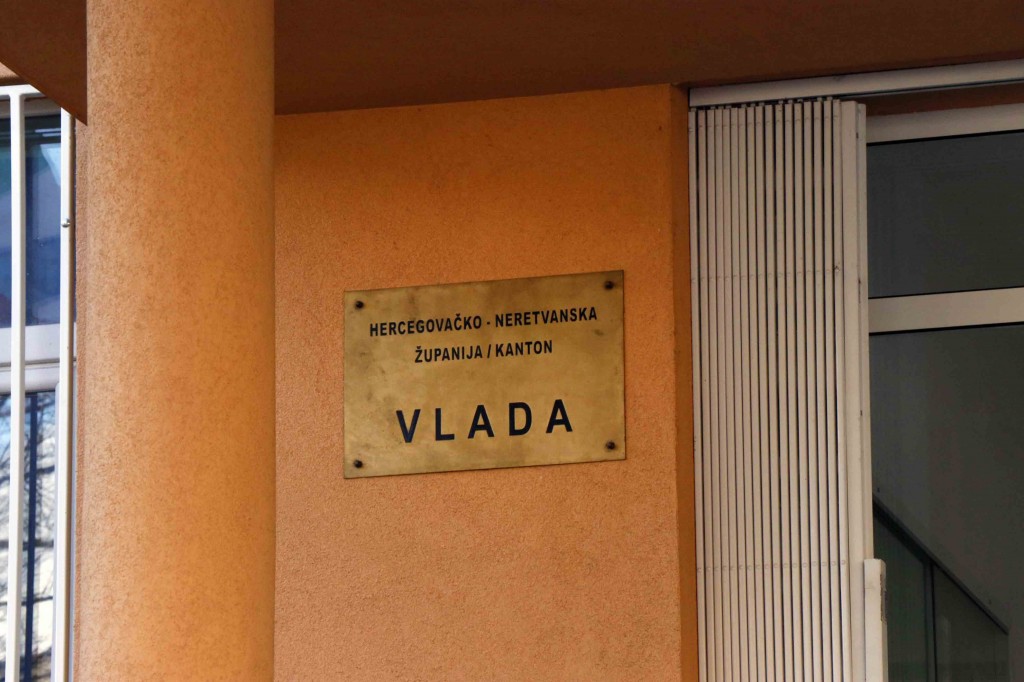 HERCEGOVAČKO - NERETVANSKA
ŽUPANIJA / KANTON
VLADA